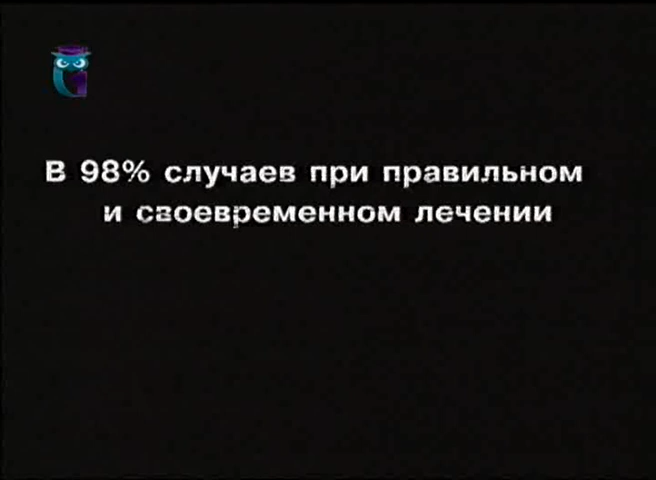 В 98% случаев при правильном
и своевременном лечении